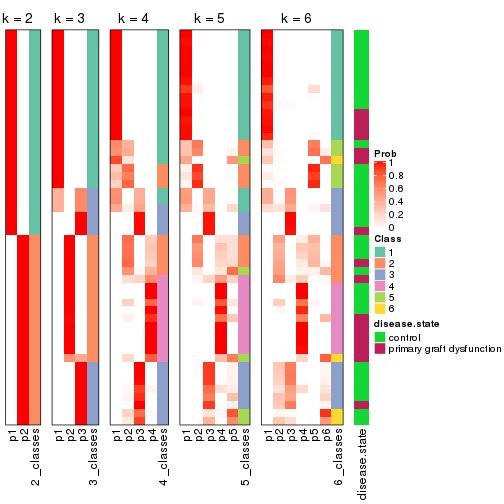 k = 2 k = 3 k = 4 k = 5 k = 6
Prob
1
0.8
0.6
0.4
0.2
0
Class
1
2
3
4
5
6
disease.state
control
primary graft dysfunction
p1 p2 2_classes p1 p2 p3 3_classes p1 p2 p3 p4 4_classes p1 p2 p3 p4 p5 5_classes p1 p2 p3 p4 p5 p6 6_classes disease.state